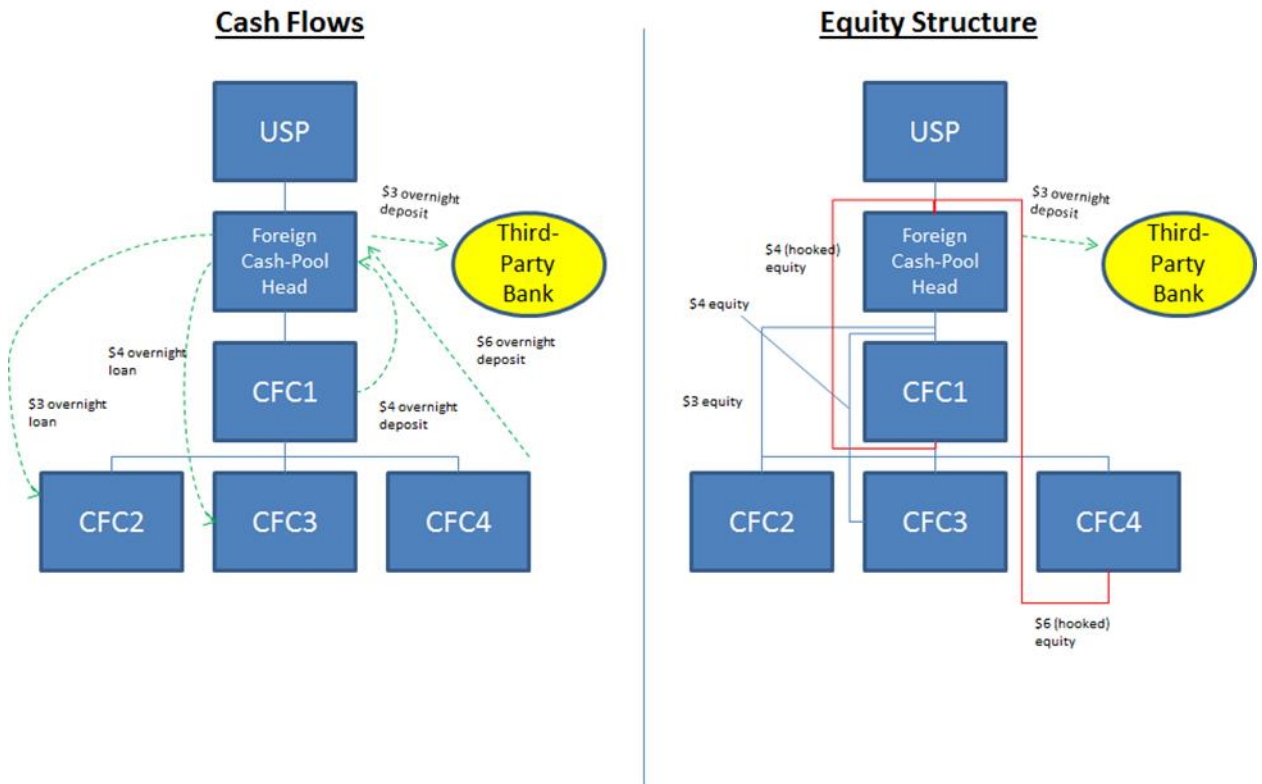 Cash Flows
USP
$3 overnight
deposit
Foreign
Cash-Pool
Head
Third-
Party
Bank
$4 overnight
loan
$6 overnight
deposit
$3 overnight
loan
CFC1
$4 overnight
deposit
CFC2
CFC3
CFC4
Equity Structure
USP
$3 overnight
deposit
$4 (hooked)
equity
Foreign
Cash-Pool
Head
Third-
Party
Bank
$4 equity
$3 equity
CFC1
CFC2
CFC3
CFC4
$6 (hooked)
equity